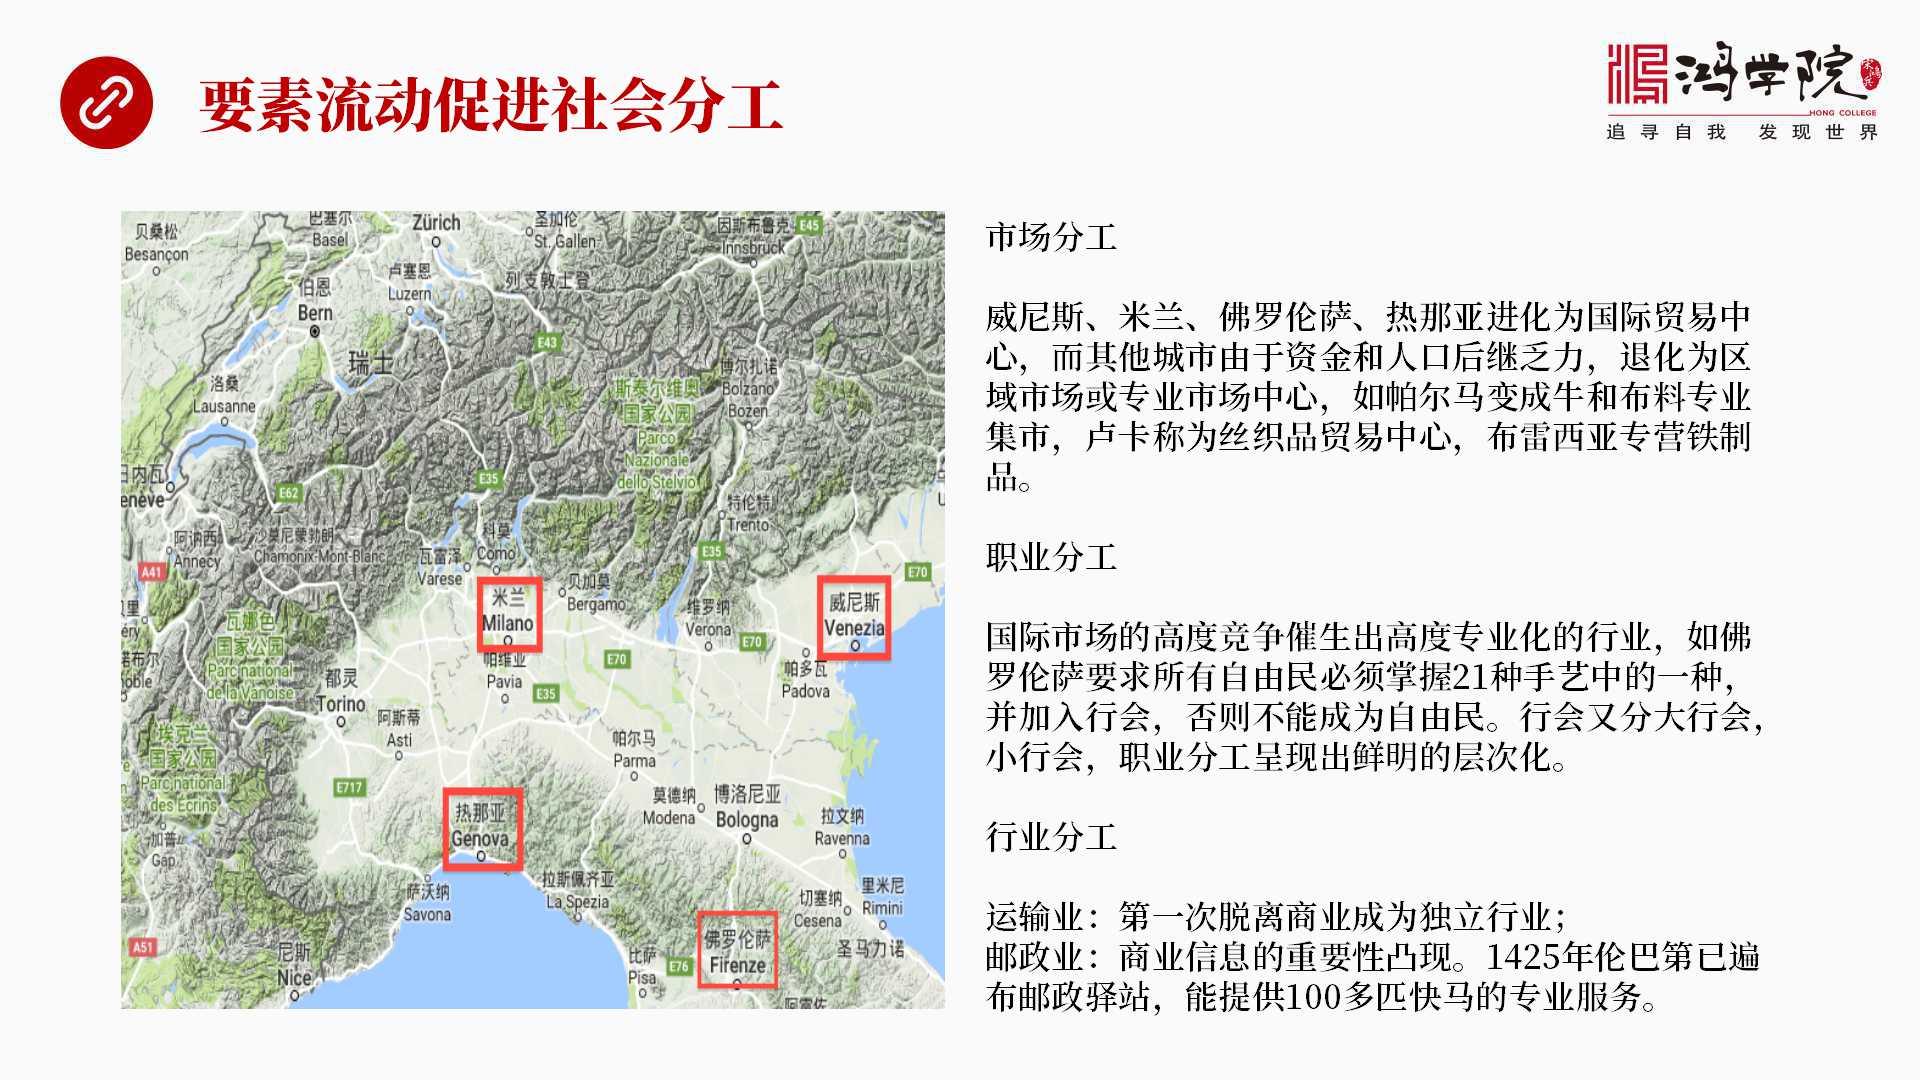 要素流动促进社会分工
鸿学院
宋鸿兵
HONG COLLEGE
追寻自我 发现世界
贝桑松
Besançon
巴塞尔
Basel
Zürich
圣加伦
St. Gallen
因斯布鲁克
Innsbruck
E45
伯恩
Bern
卢塞恩
Luzern
列支敦士登
瑞士
E43
洛桑
Lausanne
斯泰尔维奥
国家公园
Parco
Nazionale
dello Stelvio
博尔扎诺
Bolzano
Bozen
日内瓦
Genève
E62
E35
特伦特
Trento
阿讷西
Annecy
沙莫尼蒙勃朗
Chamonix-Mont-Blanc
瓦雷泽
Varese
科莫
Como
E35
A41
米兰
Milano
贝加莫
Bergamo
维罗纳
Verona
E70
威尼斯
Venezia
E70
瓦娜色
国家公园
Parc national
de la Vanoise
都灵
Torino
帕维亚
Pavia
E70
E35
帕多瓦
Padova
阿斯蒂
Asti
埃克兰
国家公园
Parc national
des Ecrins
E717
帕尔马
Parma
莫德纳
Modena
博洛尼亚
Bologna
拉文纳
Ravenna
热那亚
Genova
加普
Gap
萨沃纳
Savona
拉斯佩齐亚
La Spezia
切塞纳
Cesena
里米尼
Rimini
A51
尼斯
Nice
比萨
Pisa
E76
佛罗伦萨
Firenze
圣马力诺
阿雷佐
市场分工
威尼斯、米兰、佛罗伦萨、热那亚进化为国际贸易中
心，而其他城市由于资金和人口后继乏力，退化为区
域市场或专业市场中心，如帕尔马变成牛和布料专业
集市，卢卡称为丝织品贸易中心，布雷西亚专营铁制
品。
职业分工
国际市场的高度竞争催生出高度专业化的行业，如佛
罗伦萨要求所有自由民必须掌握21种手艺中的一种，
并加入行会，否则不能成为自由民。行会又分大行会，
小行会，职业分工呈现出鲜明的层次化。
行业分工
运输业：第一次脱离商业成为独立行业；
邮政业：商业信息的重要性凸现。1425年伦巴第已遍
布邮政驿站，能提供100多匹快马的专业服务。